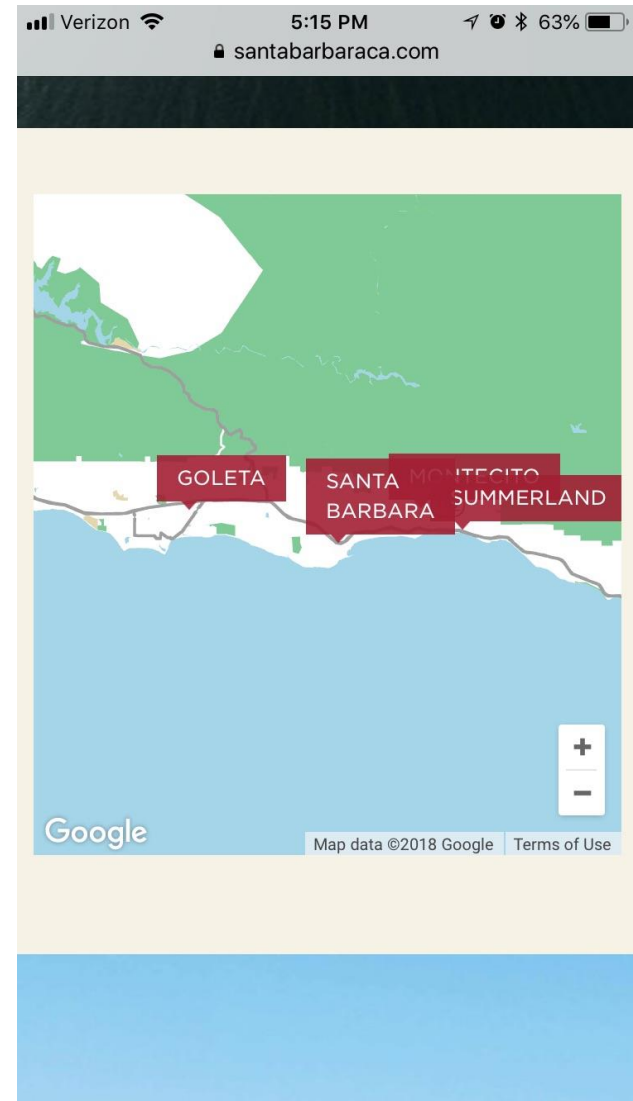 Verizon 5:15 PM 63%
santabarbaraca.com
GOLETA
SANTA
BARBARA
MONTECITO
SUMMERLAND
+
−
Google
Map data ©2018 Google Terms of Use